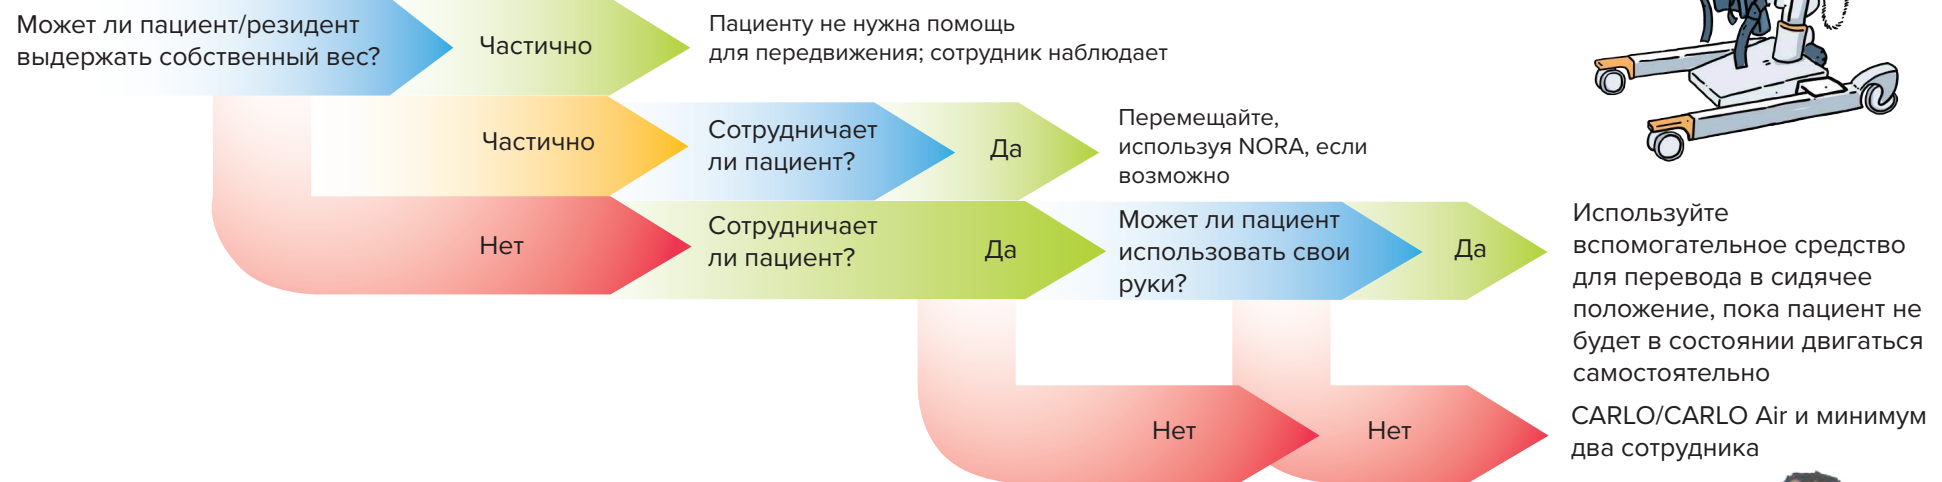 Может ли пациент/резидент
выдержать собственный вес?
Частично
Пациенту не нужна помощь
для передвижения; сотрудник наблюдает
Частично
Сотрудничает
ли пациент?
Да
Перемещайте,
используя NORA, если
возможно
Нет
Сотрудничает
ли пациент?
Да
Может ли пациент
использовать свои
руки?
Да
Используйте
вспомогательное средство
для перевода в сидячее
положение, пока пациент не
будет в состоянии двигаться
самостоятельно
Нет
Нет
CARLO/CARLO Air и минимум
два сотрудника